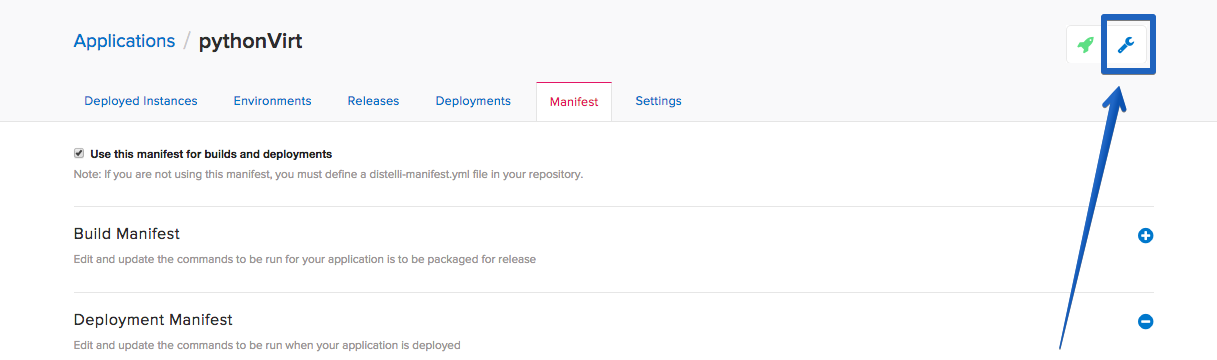 Applications / pythonVirt
Deployed Instances Environments Releases Deployments Manifest Settings
Use this manifest for builds and deployments
Note: If you are not using this manifest, you must define a distelli-manifest.yml file in your repository.
Build Manifest
Edit and update the commands to be run for your application is to be packaged for release
Deployment Manifest
Edit and update the commands to be run when your application is deployed